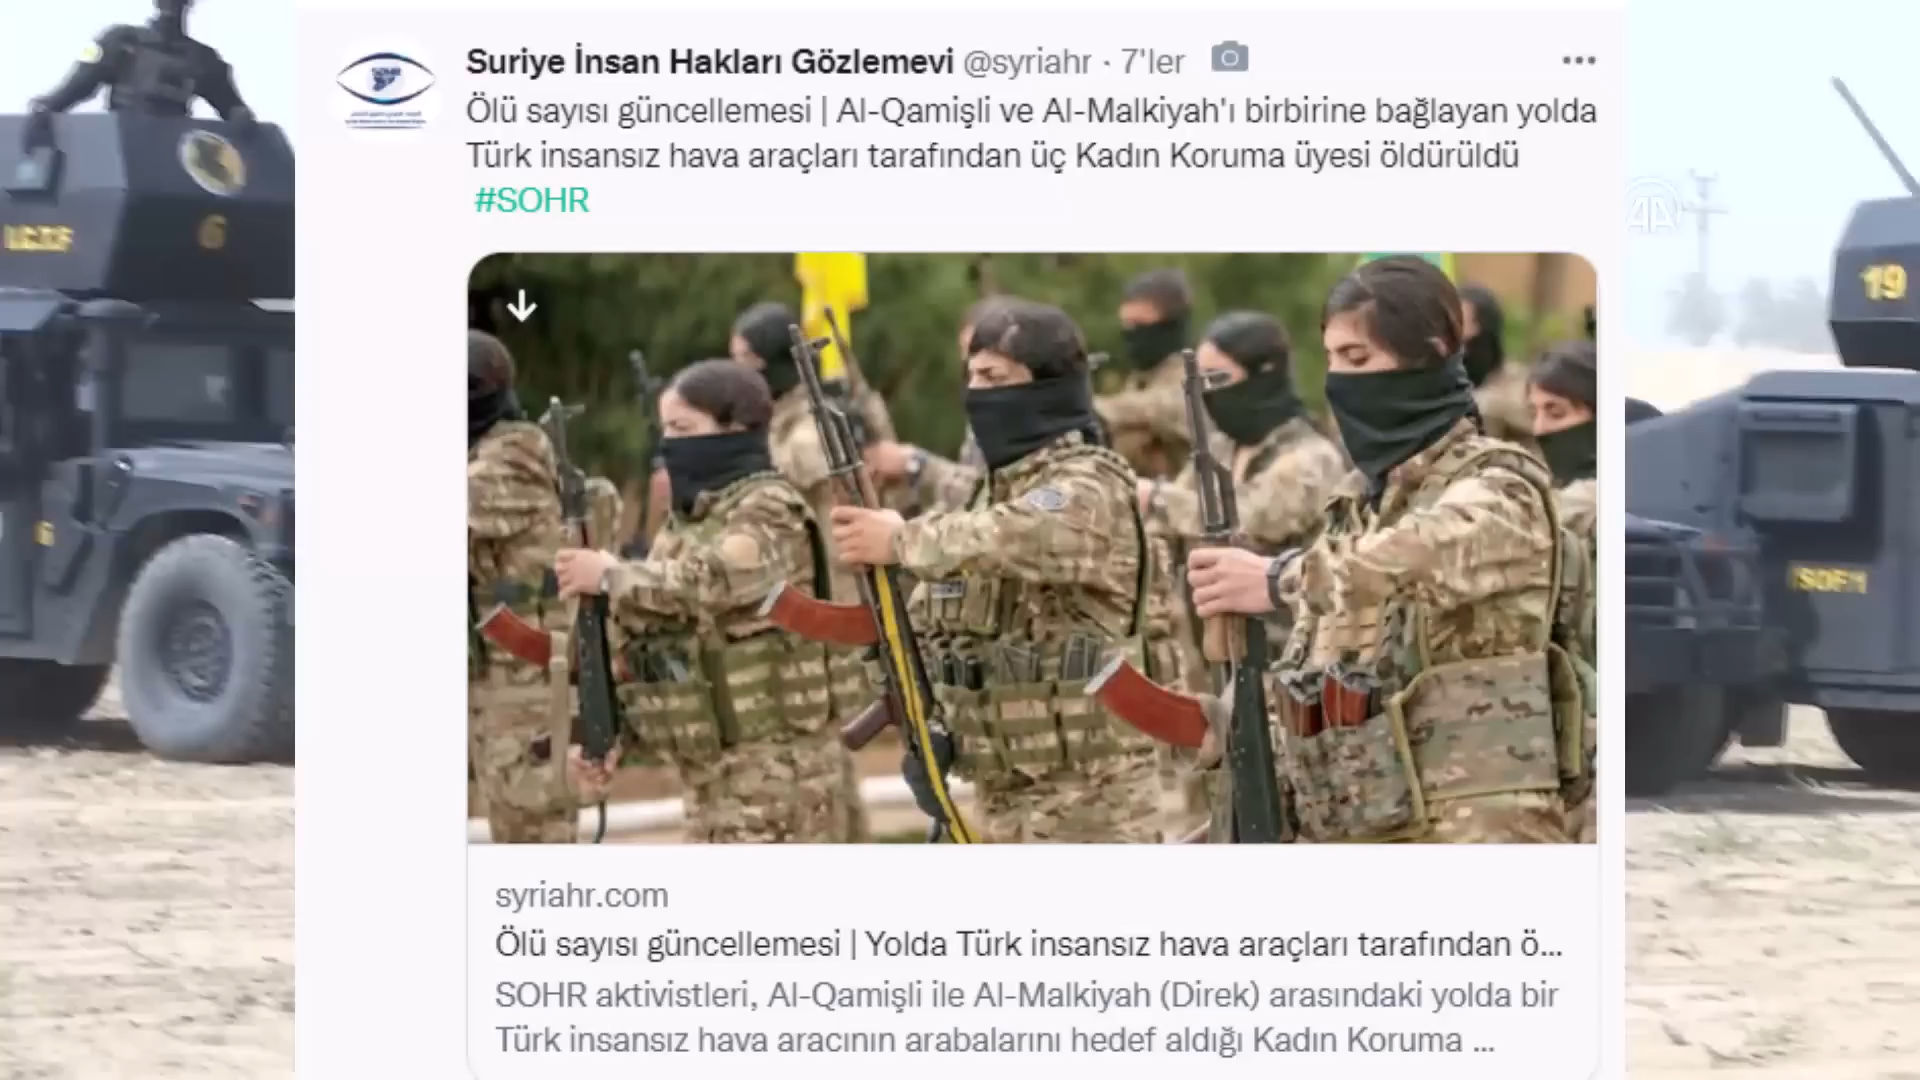 Suriye İnsan Hakları Gözlemevi @syriahr · 7'ler
Ölü sayısı güncellemesi | Al-Qamişli ve Al-Malkiyah'ı birbirine bağlayan yolda
Türk insansız hava araçları tarafından üç Kadın Koruma üyesi öldürüldü
#SOHR
syriahr.com
Ölü sayısı güncellemesi | Yolda Türk insansız hava araçları tarafından ö...
SOHR aktivistleri, Al-Qamişli ile Al-Malkiyah (Direk) arasındaki yolda bir
Türk insansız hava aracının arabalarını hedef aldığı Kadın Koruma ...
6
6
AA
19
ISOF1